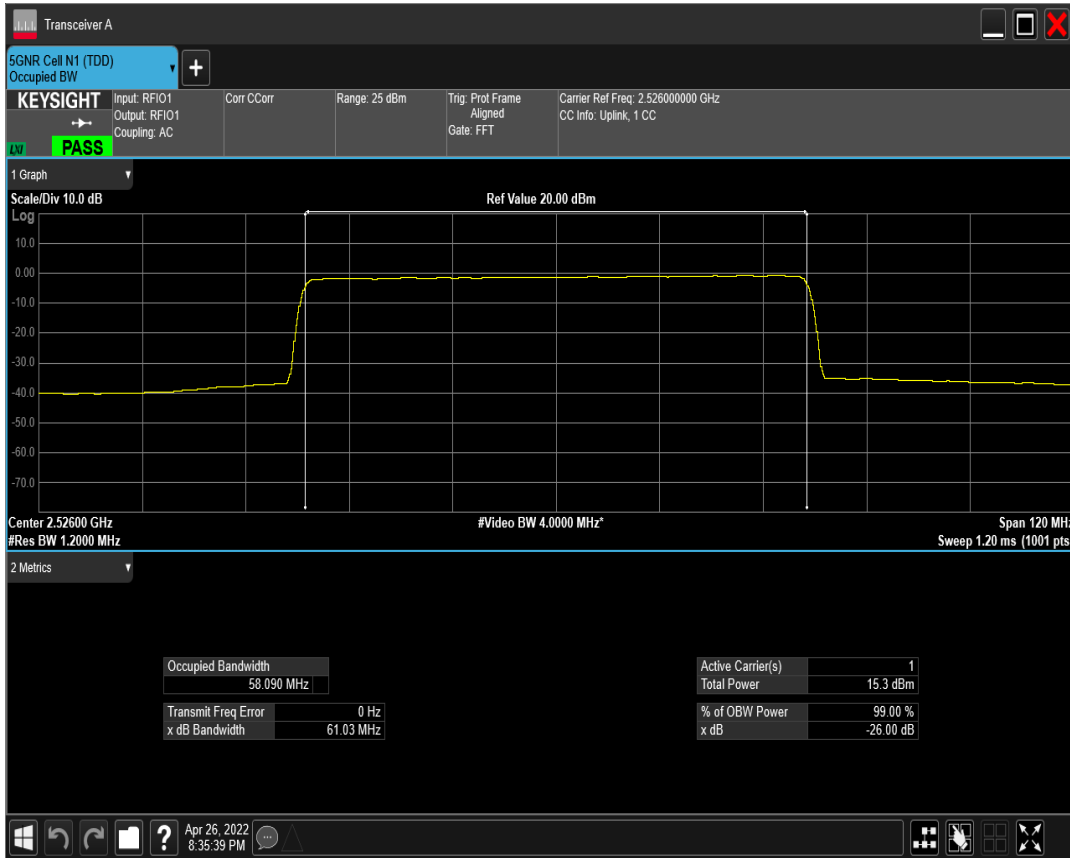 Transceiver A
5GNR Cell N1 (TDD)
Occupied BW
+
KEYSIGHT
Input: RFIO1
Output: RFIO1
Coupling: AC
Corr CCorr
Range: 25 dBm
Trig: Prot Frame
Aligned
Gate: FFT
Carrier Ref Freq: 2.526000000 GHz
CC Info: Uplink, 1 CC
LXI
PASS
1 Graph
Scale/Div 10.0 dB
Ref Value 20.00 dBm
Log
10.0
0.00
-10.0
-20.0
-30.0
-40.0
-50.0
-60.0
-70.0
Center 2.52600 GHz
#Video BW 4.0000 MHz*
Span 120 MHz
#Res BW 1.2000 MHz
Sweep 1.20 ms (1001 pts
2 Metrics
Occupied Bandwidth
58.090 MHz
Transmit Freq Error 0 Hz
x dB Bandwidth 61.03 MHz
Active Carrier(s) 1
Total Power 15.3 dBm
% of OBW Power 99.00 %
x dB -26.00 dB
?
Apr 26, 2022
8:35:39 PM